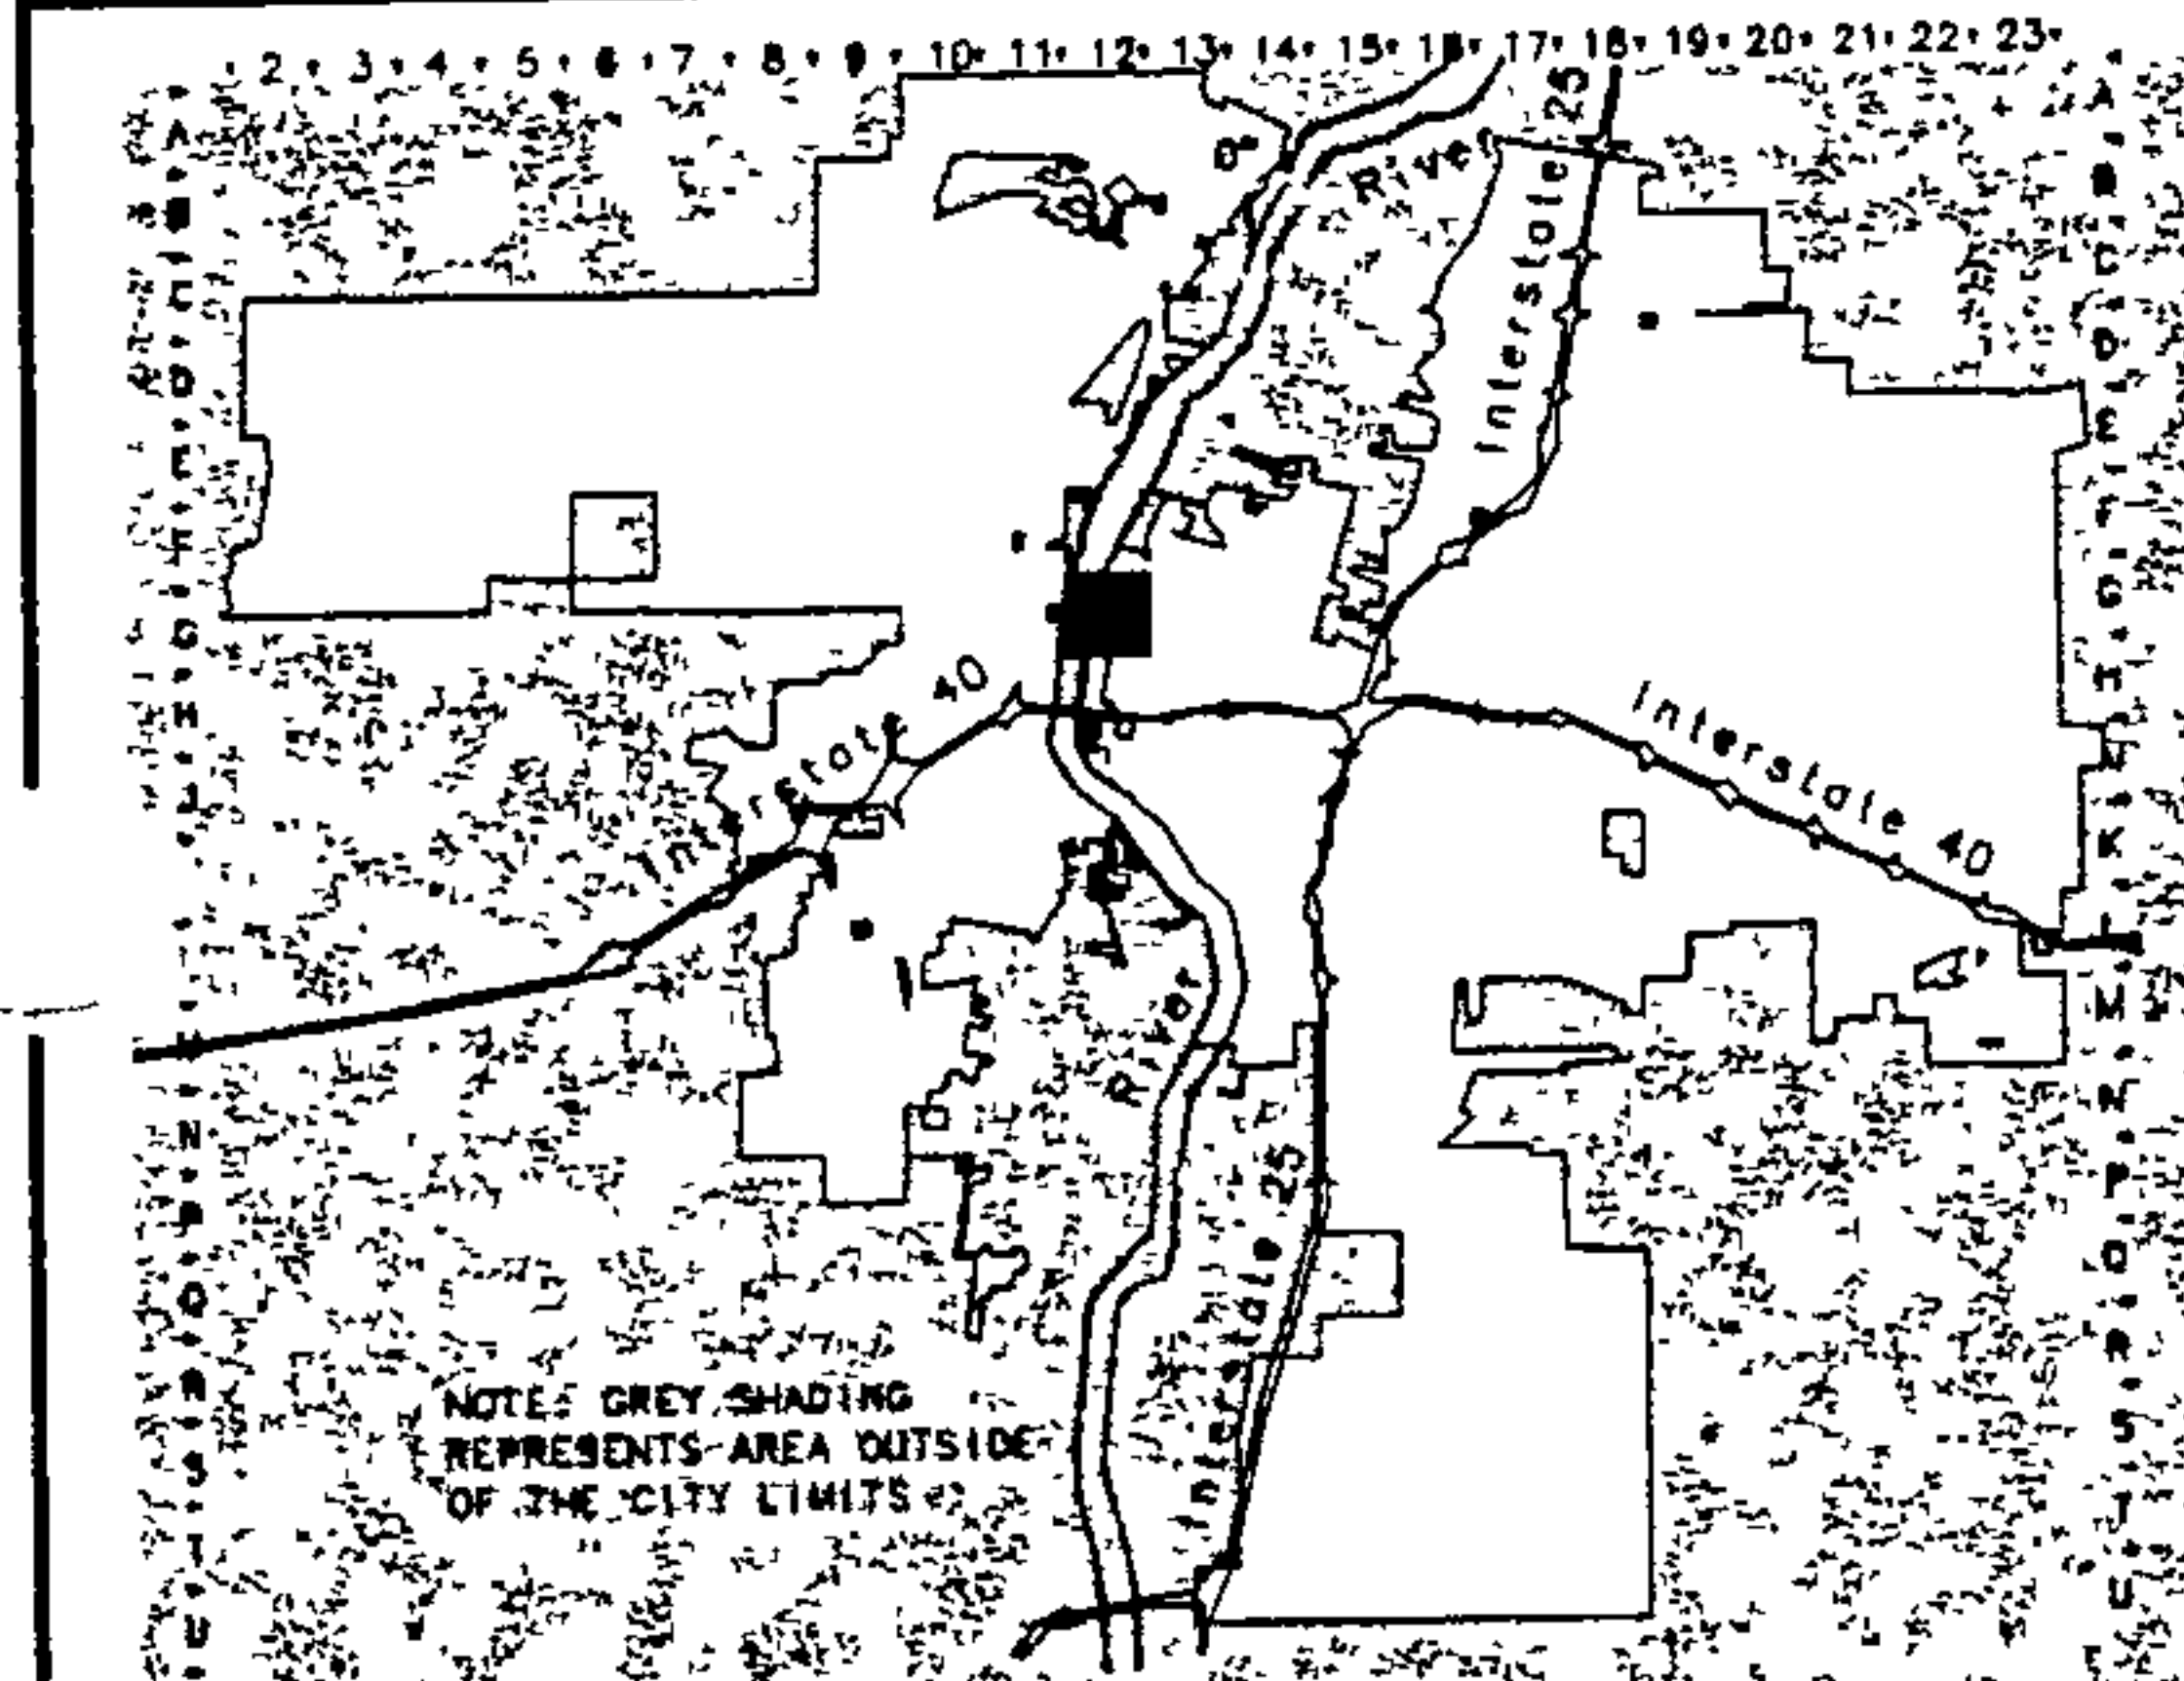 2 3 4 5 6 7 8 9 10 11 12 13 14 15 16 17 18 19 20 21 22 23
A A
B B
C C
D D
E E
F F
G G
H H
J J
K K
L
M M
N N
P P
Q Q
R R
S S
T T
U U
River
Interstate 25
Interstate 40
Interstate 40
River
Interstate 25
NOTE: GREY SHADING
REPRESENTS AREA OUTSIDE
OF THE CITY LIMITS